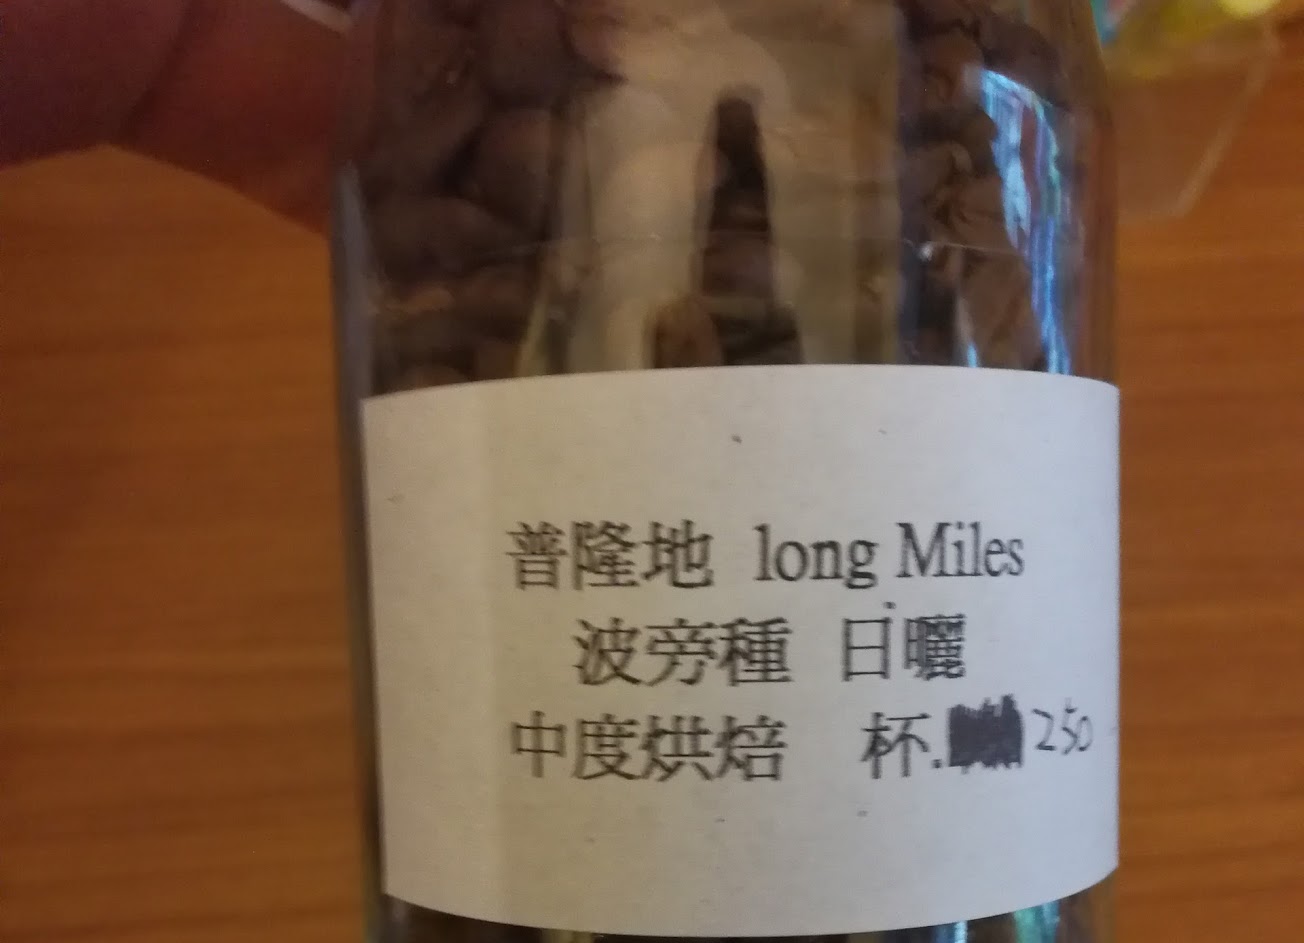 普隆地 long Miles
波旁種 日曬
中度烘焙 杯. 250